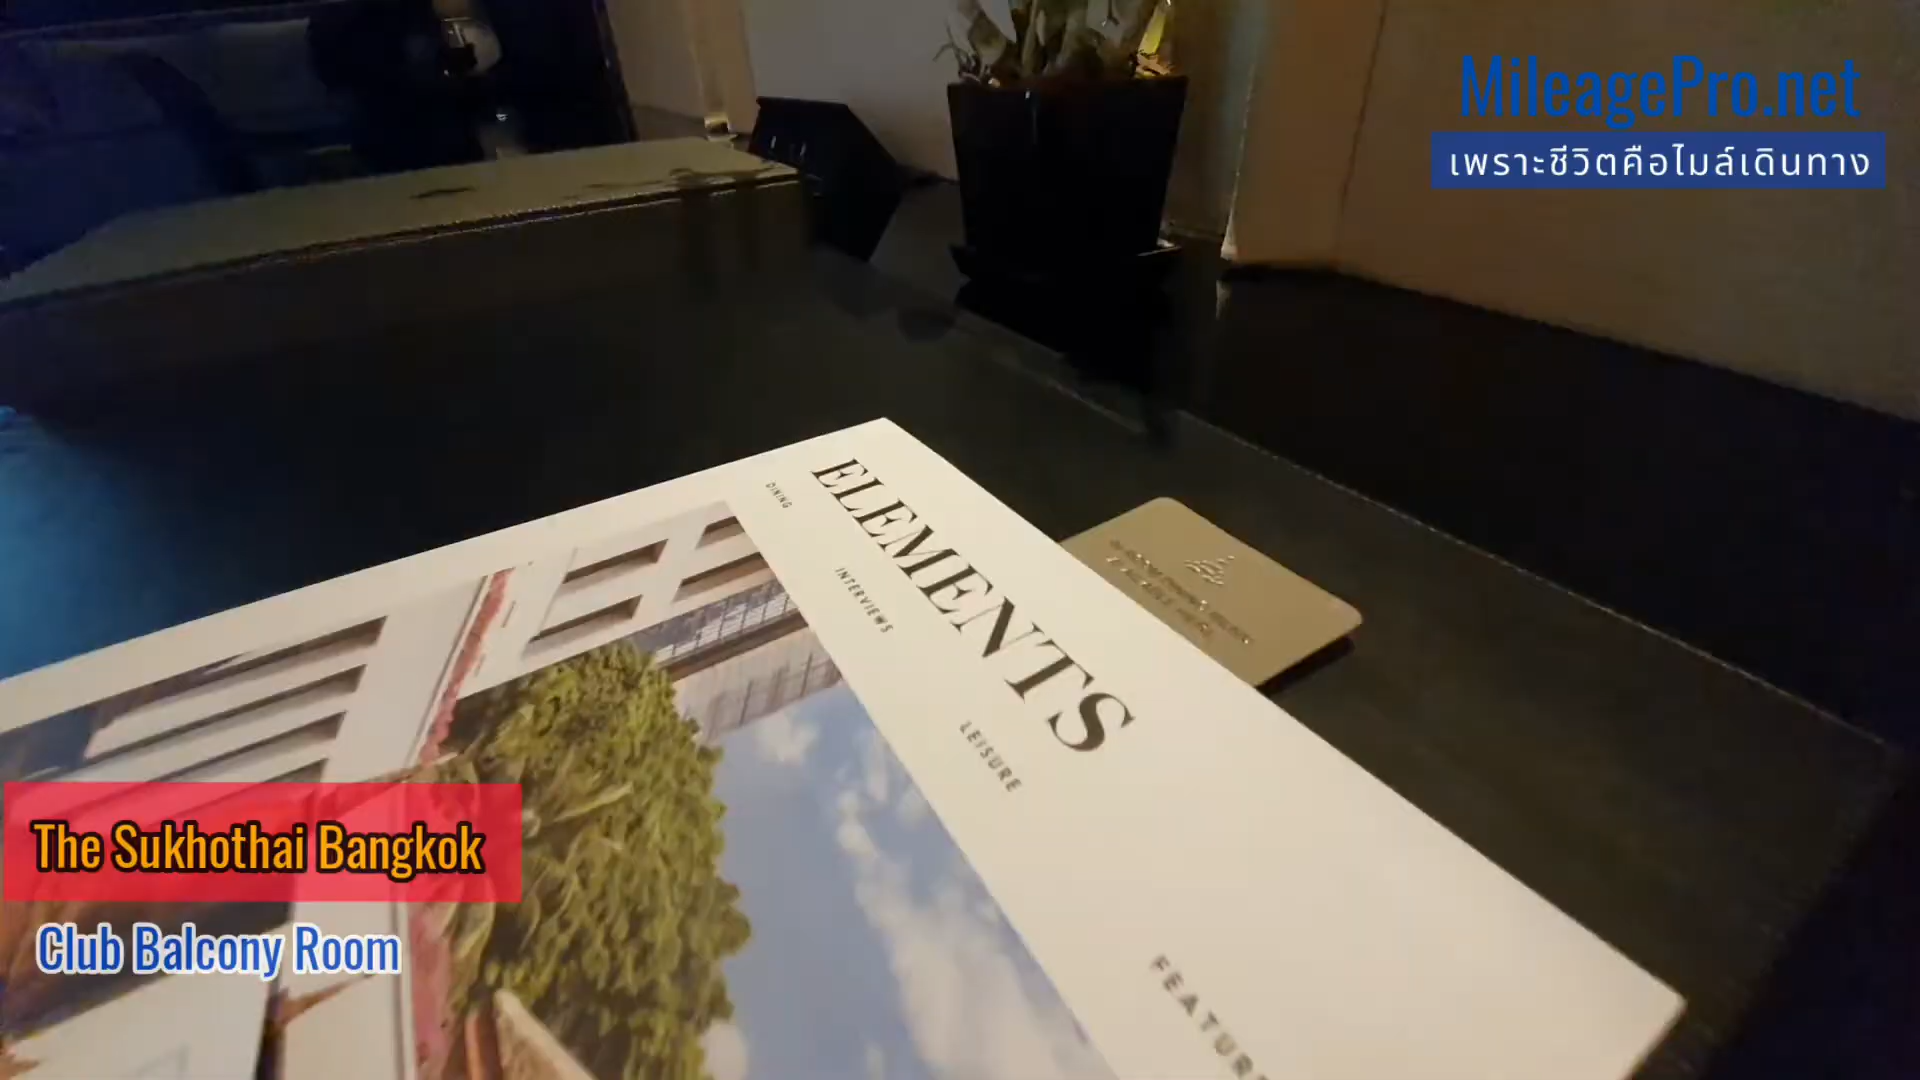 MileagePro.net
เพราะชีวิตคือไมล์เดินทาง
ELEMENTS
DINING
INTERVIEWS
LEISURE
The Sukhothai Bangkok
Club Balcony Room